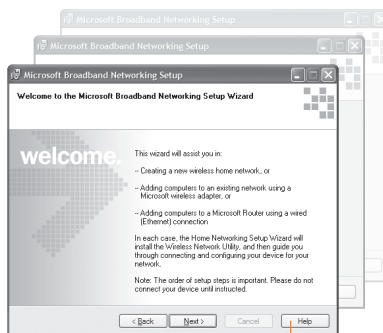 Microsoft Broadband Networking Setup
Microsoft Broadband Networking Setup
Microsoft Broadband Networking Setup
Welcome to the Microsoft Broadband Networking Setup Wizard
welcome.
This wizard will assist you in:
-- Creating a new wireless home network, or
-- Adding computers to an existing network using a
Microsoft wireless adapter, or
-- Adding computers to a Microsoft Router using a wired
(Ethernet) connection
In each case, the Home Networking Setup Wizard will
install the Wireless Network Utility, and then guide you
through connecting and configuring your device for your
network.
Note: The order of setup steps is important. Please do not
connect your device until instructed.
< Back Next > Cancel Help